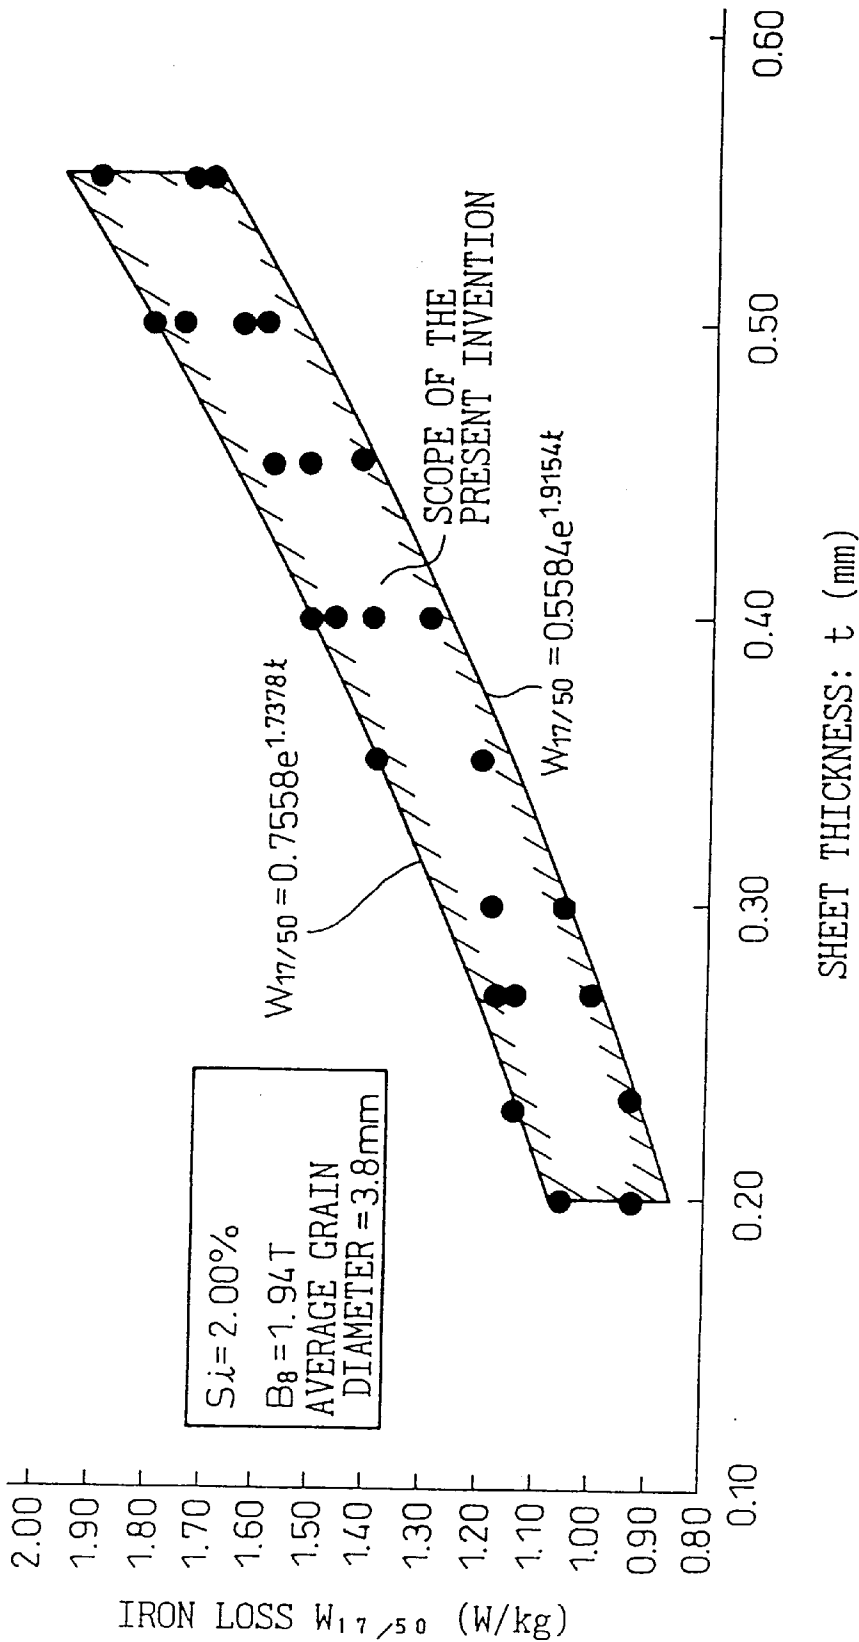 Si=2.00%
B8=1.94T
AVERAGE GRAIN
DIAMETER=3.8mm
W17/50=0.7558e1.7378t
SCOPE OF THE
PRESENT INVENTION
W17/50=0.5584e1.9154t
2.00
1.90
1.80
1.70
1.60
1.50
1.40
1.30
1.20
1.10
1.00
0.90
0.80
IRON LOSS W17/50 (W/kg)
0.10
0.20
0.30
0.40
0.50
0.60
SHEET THICKNESS: t (mm)